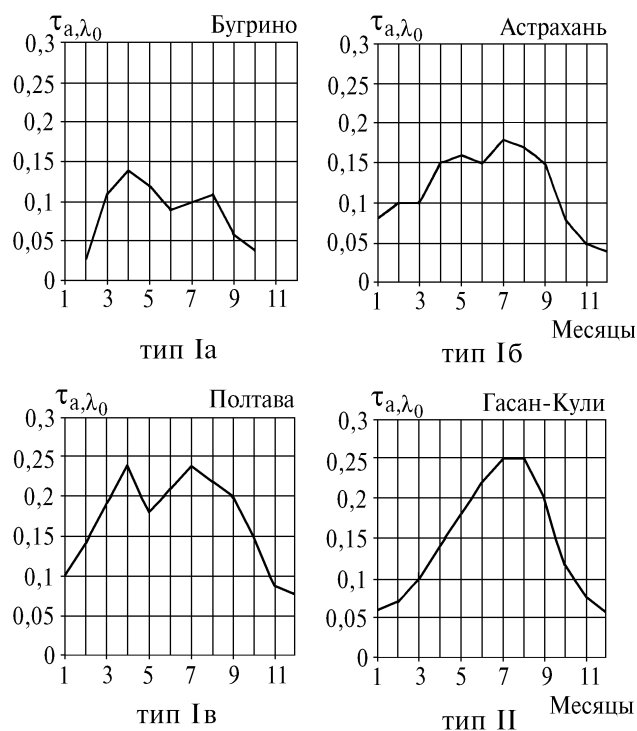 τa,λ0 Бугрино
0,3
0,25
0,2
0,15
0,1
0,05
0
1 3 5 7 9 11
тип Iа
τa,λ0 Астрахань
0,3
0,25
0,2
0,15
0,1
0,05
0
1 3 5 7 9 11
Месяцы
тип Iб
τa,λ0 Полтава
0,3
0,25
0,2
0,15
0,1
0,05
0
1 3 5 7 9 11
тип Iв
τa,λ0 Гасан-Кули
0,3
0,25
0,2
0,15
0,1
0,05
0
1 3 5 7 9 11
Месяцы
тип II